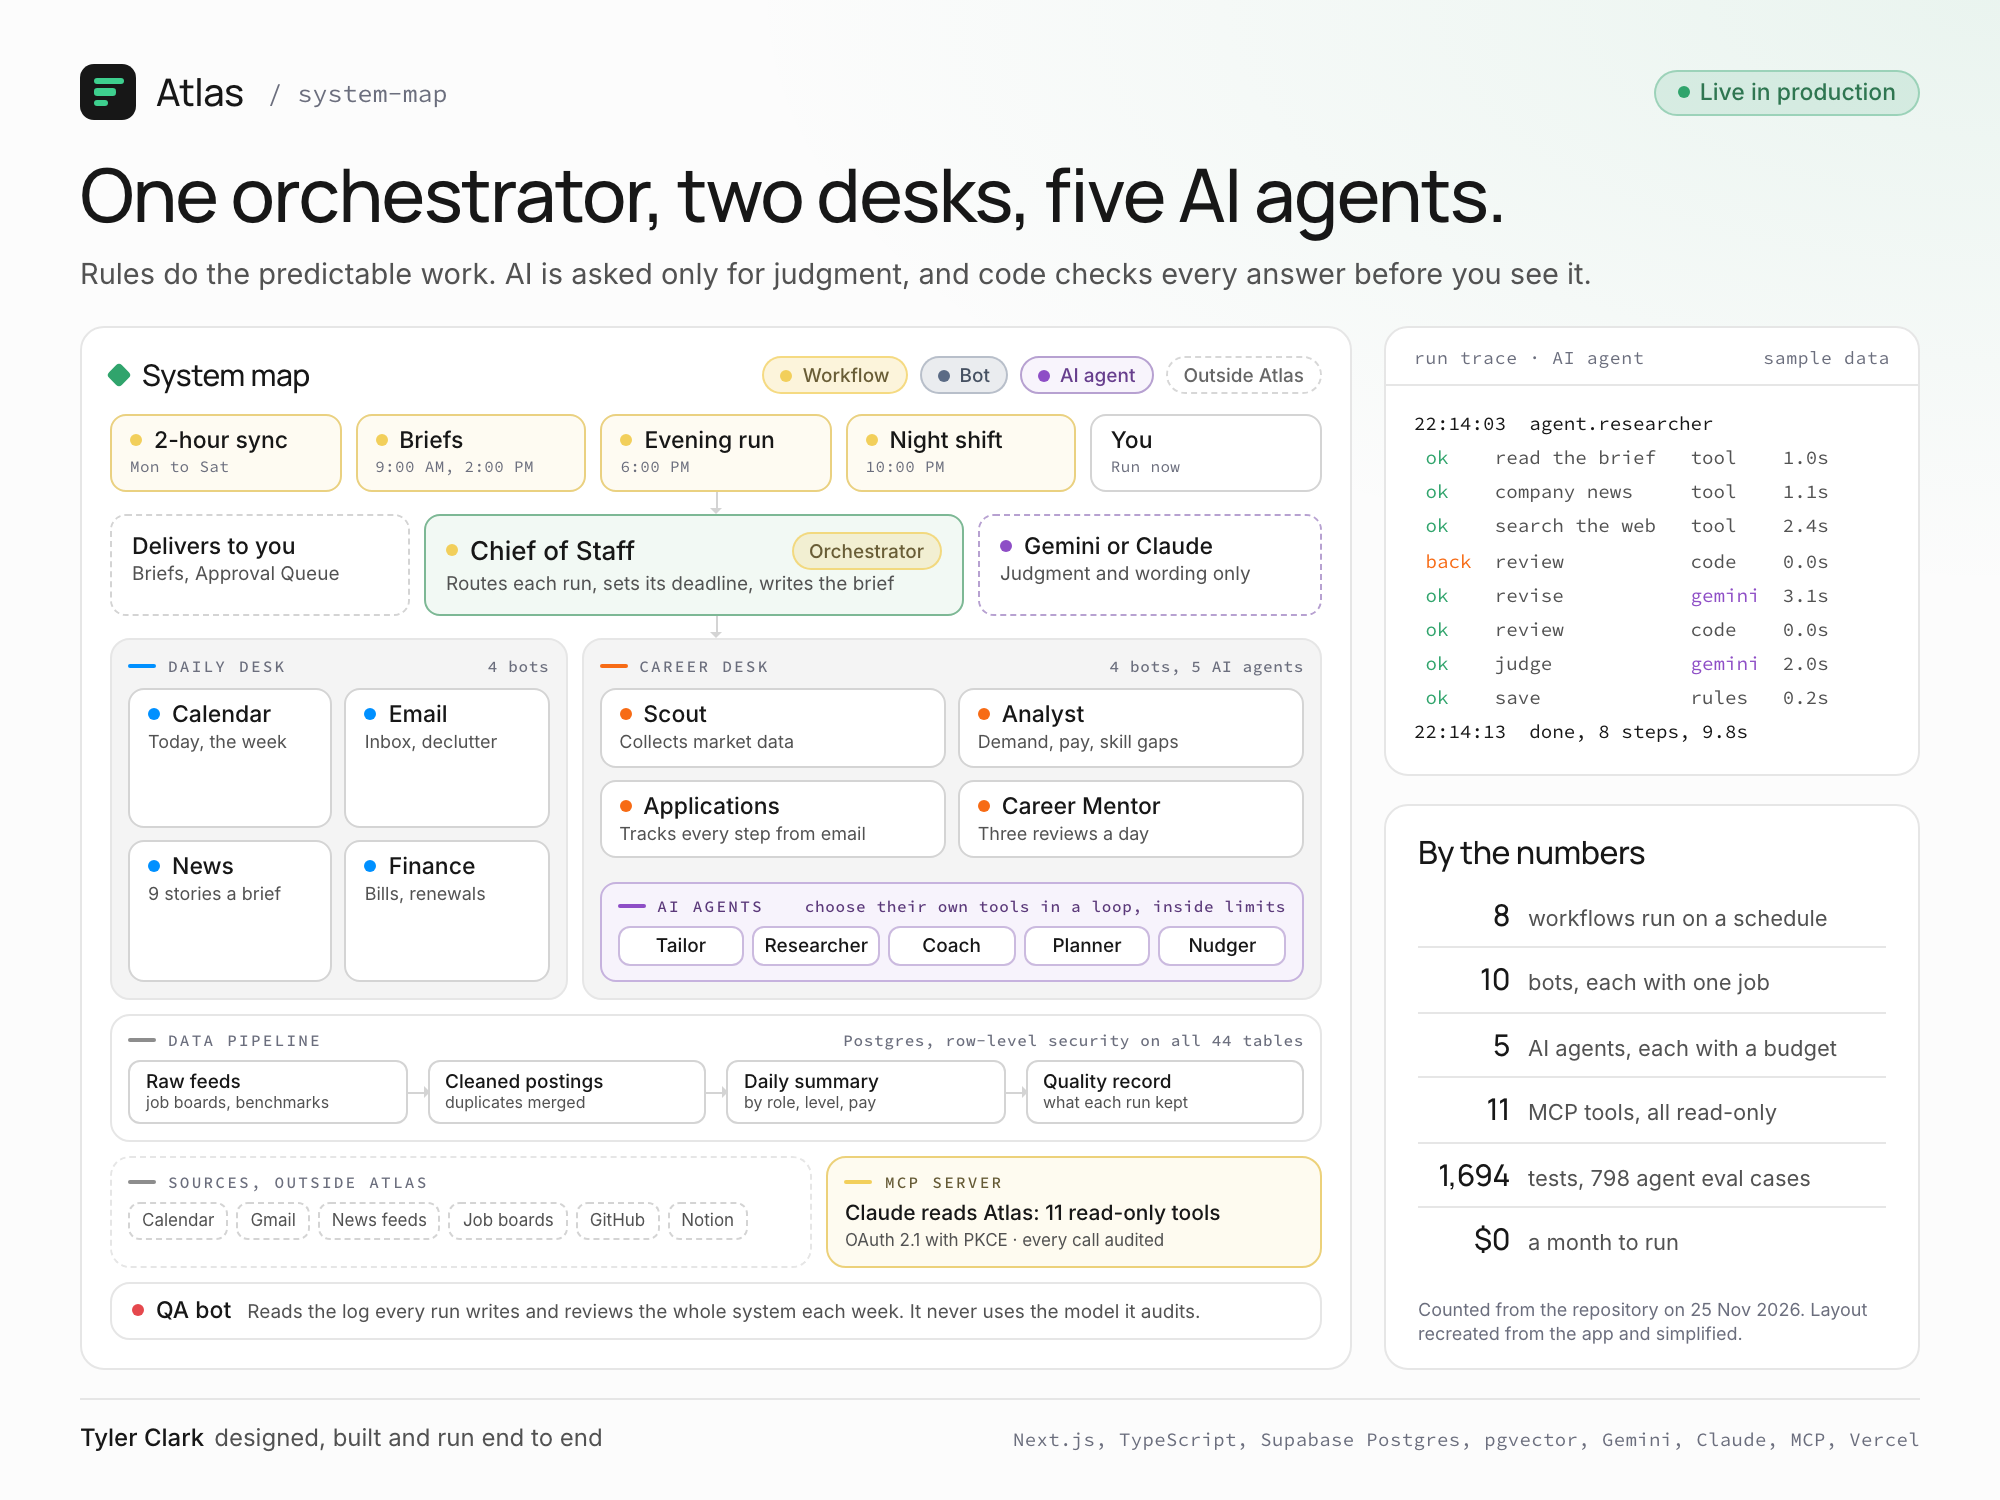 Atlas / system-map
Live in production
One orchestrator, two desks, five AI agents.
Rules do the predictable work. AI is asked only for judgment, and code checks every answer before you see it.
System map
Workflow
Bot
AI agent
Outside Atlas
2-hour sync
Mon to Sat
Briefs
9:00 AM, 2:00 PM
Evening run
6:00 PM
Night shift
10:00 PM
You
Run now
Delivers to you
Briefs, Approval Queue
Chief of Staff
Orchestrator
Routes each run, sets its deadline, writes the brief
Gemini or Claude
Judgment and wording only
DAILY DESK
4 bots
Calendar
Today, the week
Email
Inbox, declutter
News
9 stories a brief
Finance
Bills, renewals
CAREER DESK
4 bots, 5 AI agents
Scout
Collects market data
Analyst
Demand, pay, skill gaps
Applications
Tracks every step from email
Career Mentor
Three reviews a day
AI AGENTS
choose their own tools in a loop, inside limits
Tailor
Researcher
Coach
Planner
Nudger
DATA PIPELINE
Postgres, row-level security on all 44 tables
Raw feeds
job boards, benchmarks
Cleaned postings
duplicates merged
Daily summary
by role, level, pay
Quality record
what each run kept
SOURCES, OUTSIDE ATLAS
Calendar
Gmail
News feeds
Job boards
GitHub
Notion
MCP SERVER
Claude reads Atlas: 11 read-only tools
OAuth 2.1 with PKCE · every call audited
QA bot Reads the log every run writes and reviews the whole system each week. It never uses the model it audits.
run trace · AI agent
sample data
22:14:03 agent.researcher
ok read the brief tool 1.0s
ok company news tool 1.1s
ok search the web tool 2.4s
back review code 0.0s
ok revise gemini 3.1s
ok review code 0.0s
ok judge gemini 2.0s
ok save rules 0.2s
22:14:13 done, 8 steps, 9.8s
By the numbers
8 workflows run on a schedule
10 bots, each with one job
5 AI agents, each with a budget
11 MCP tools, all read-only
1,694 tests, 798 agent eval cases
$0 a month to run
Counted from the repository on 25 Nov 2026. Layout
recreated from the app and simplified.
Tyler Clark designed, built and run end to end
Next.js, TypeScript, Supabase Postgres, pgvector, Gemini, Claude, MCP, Vercel